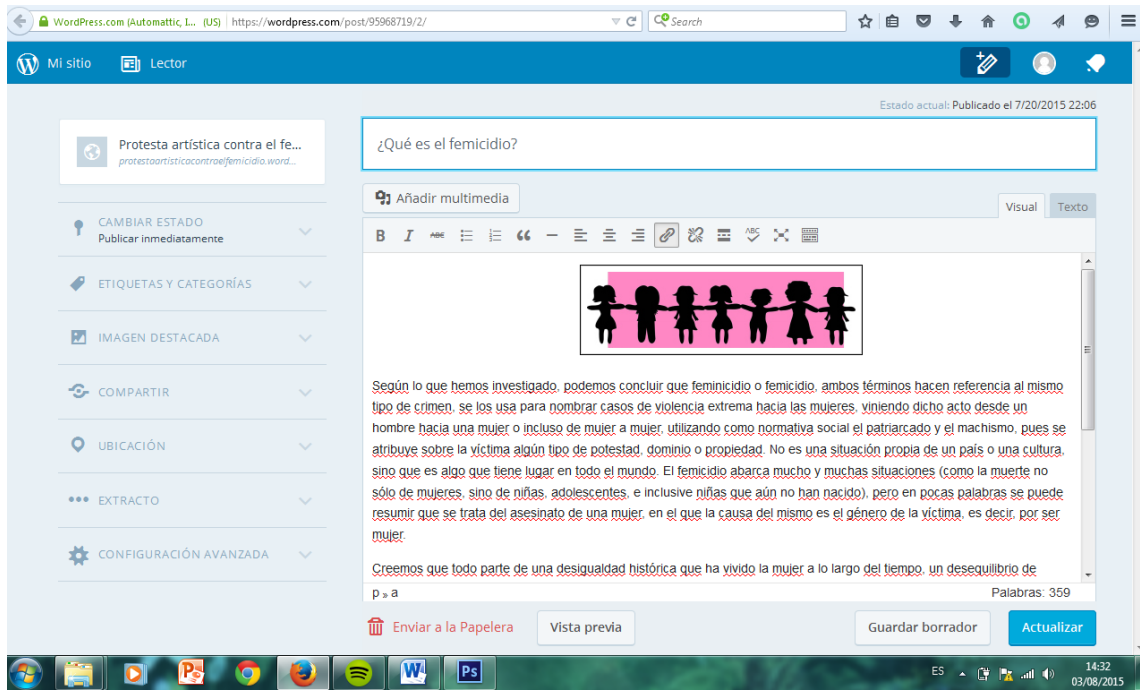 WordPress.com (Automattic, I... (US) https://wordpress.com/post/95968719/2/ Search
Mi sitio Lector
Estado actual: Publicado el 7/20/2015 22:06
Protesta artística contra el fe...
protestaartisticacontraelfemicidio.word...
¿Qué es el femicidio?
Añadir multimedia
Visual Texto
CAMBIAR ESTADO
Publicar inmediatamente
B I ABC ABC
ETIQUETAS Y CATEGORÍAS
IMAGEN DESTACADA
COMPARTIR
UBICACIÓN
EXTRACTO
CONFIGURACIÓN AVANZADA
Según lo que hemos investigado, podemos concluir que feminicidio o femicidio, ambos términos hacen referencia al mismo
tipo de crimen, se los usa para nombrar casos de violencia extrema hacia las mujeres, viniendo dicho acto desde un
hombre hacia una mujer o incluso de mujer a mujer, utilizando como normativa social el patriarcado y el machismo, pues se
atribuye sobre la víctima algún tipo de potestad, dominio o propiedad. No es una situación propia de un país o una cultura,
sino que es algo que tiene lugar en todo el mundo. El femicidio abarca mucho y muchas situaciones (como la muerte no
sólo de mujeres, sino de niñas, adolescentes, e inclusive niñas que aún no han nacido), pero en pocas palabras se puede
resumir que se trata del asesinato de una mujer, en el que la causa del mismo es el género de la víctima, es decir, por ser
mujer.
Creemos que todo parte de una desigualdad histórica que ha vivido la mujer a lo largo del tiempo, un desequilibrio de
p » a Palabras: 359
Enviar a la Papelera Vista previa Guardar borrador Actualizar
W Ps ES 14:32
03/08/2015